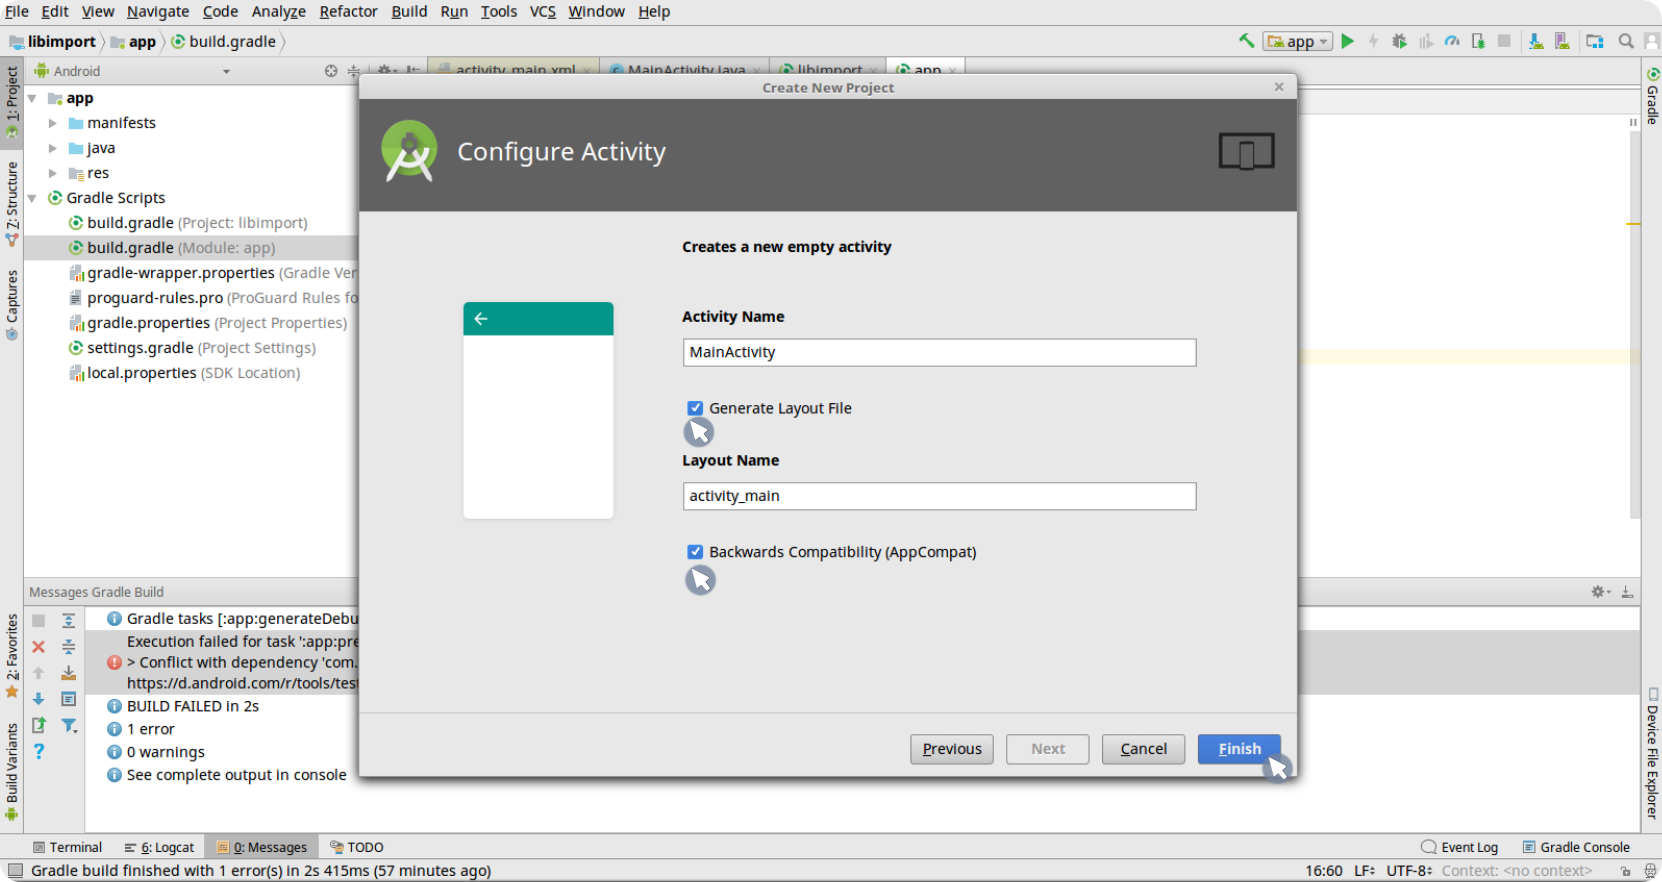 File Edit View Navigate Code Analyze Refactor Build Run Tools VCS Window Help
libimport app build.gradle
app
Android
activity_main.xml MainActivity.java libimport app
1: Project
7: Structure
Captures
2: Favorites
Build Variants
app
manifests
java
res
Gradle Scripts
build.gradle (Project: libimport)
build.gradle (Module: app)
gradle-wrapper.properties (Gradle Ver
proguard-rules.pro (ProGuard Rules fo
gradle.properties (Project Properties)
settings.gradle (Project Settings)
local.properties (SDK Location)
Create New Project
Configure Activity
Creates a new empty activity
Activity Name
MainActivity
Generate Layout File
Layout Name
activity_main
Backwards Compatibility (AppCompat)
Previous Next Cancel Finish
Gradle
Device File Explorer
Messages Gradle Build
Gradle tasks [:app:generateDebu
Execution failed for task ':app:pre
> Conflict with dependency 'com.
https://d.android.com/r/tools/test
BUILD FAILED in 2s
1 error
0 warnings
See complete output in console
Terminal 6: Logcat 0: Messages TODO Event Log Gradle Console
Gradle build finished with 1 error(s) in 2s 415ms (57 minutes ago) 16:60 LF UTF-8 Context: <no context>